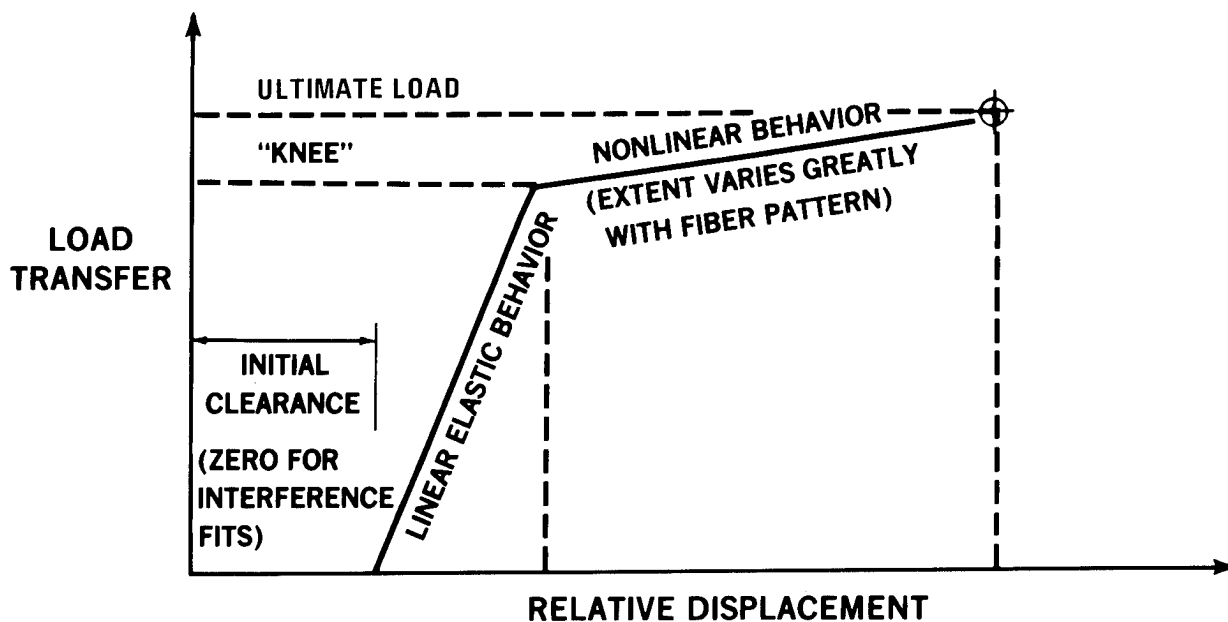 ULTIMATE LOAD
"KNEE"
NONLINEAR BEHAVIOR
(EXTENT VARIES GREATLY
WITH FIBER PATTERN)
LOAD
TRANSFER
LINEAR ELASTIC BEHAVIOR
INITIAL
CLEARANCE
(ZERO FOR
INTERFERENCE
FITS)
RELATIVE DISPLACEMENT